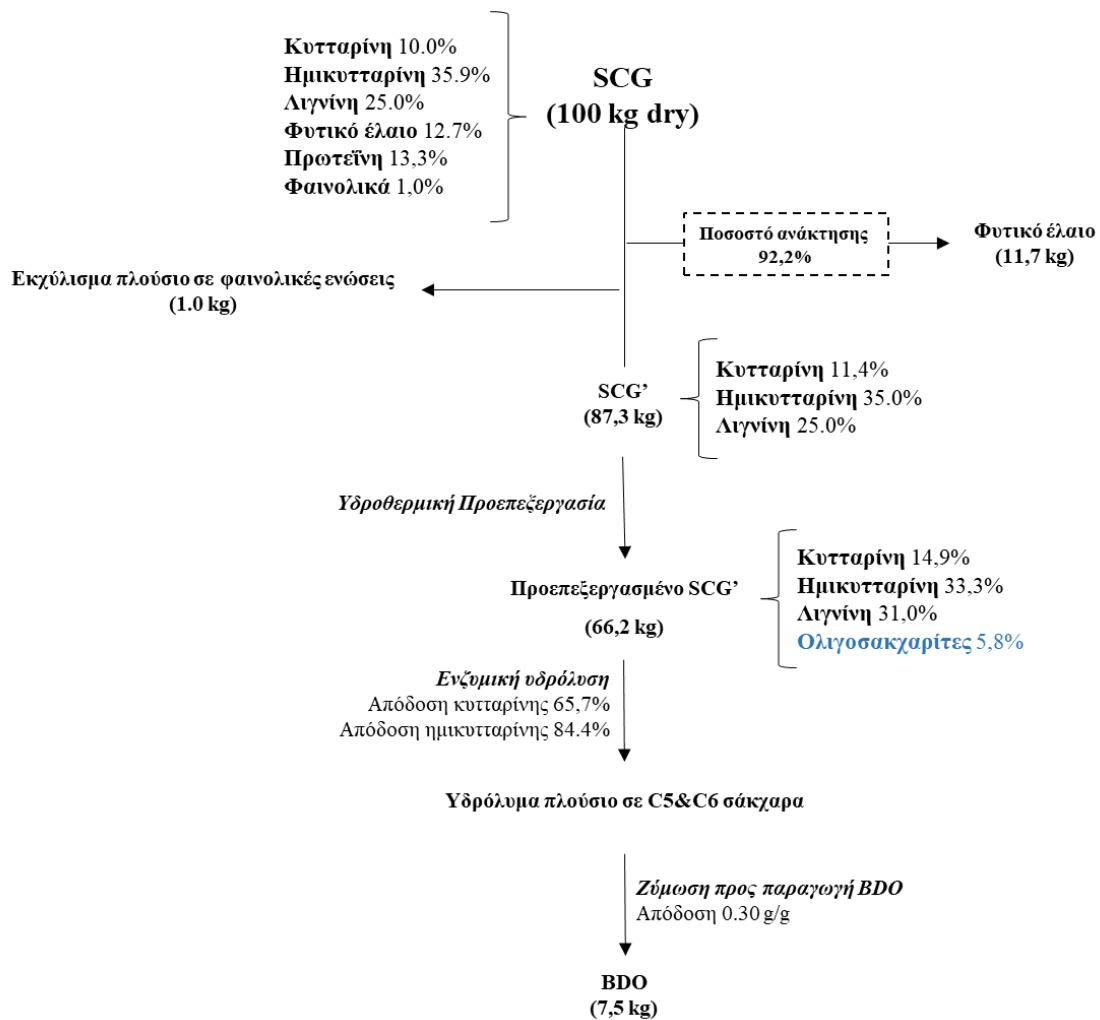 Κυτταρίνη 10.0%
Ημικυτταρίνη 35.9%
Λιγνίνη 25.0%
Φυτικό έλαιο 12.7%
Πρωτεΐνη 13,3%
Φαινολικά 1,0%
SCG
(100 kg dry)
Ποσοστό ανάκτησης
92,2%
Φυτικό έλαιο
(11,7 kg)
Εκχύλισμα πλούσιο σε φαινολικές ενώσεις
(1.0 kg)
SCG’
(87,3 kg)
Κυτταρίνη 11,4%
Ημικυτταρίνη 35.0%
Λιγνίνη 25.0%
Υδροθερμική Προεπεξεργασία
Προεπεξεργασμένο SCG’
(66,2 kg)
Κυτταρίνη 14,9%
Ημικυτταρίνη 33,3%
Λιγνίνη 31,0%
Ολιγοσακχαρίτες 5,8%
Ενζυμική υδρόλυση
Απόδοση κυτταρίνης 65,7%
Απόδοση ημικυτταρίνης 84.4%
Υδρόλυμα πλούσιο σε C5&C6 σάκχαρα
Ζύμωση προς παραγωγή BDO
Απόδοση 0.30 g/g
BDO
(7,5 kg)